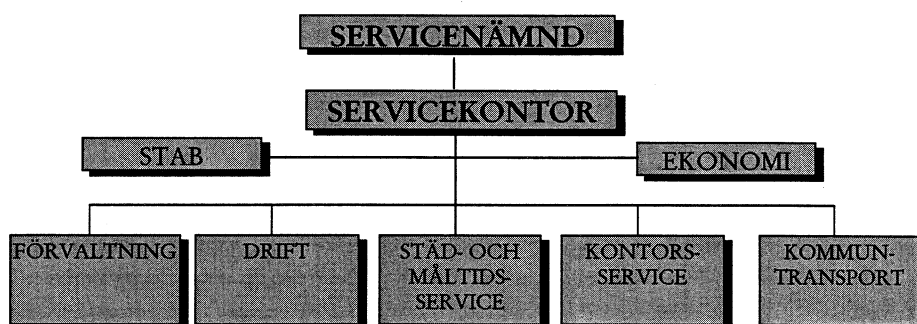 SERVICENÄMND
SERVICEKONTOR
STAB
EKONOMI
FÖRVALTNING
DRIFT
STÄD- OCH
MÅLTIDS-
SERVICE
KONTORS-
SERVICE
KOMMUN-
TRANSPORT